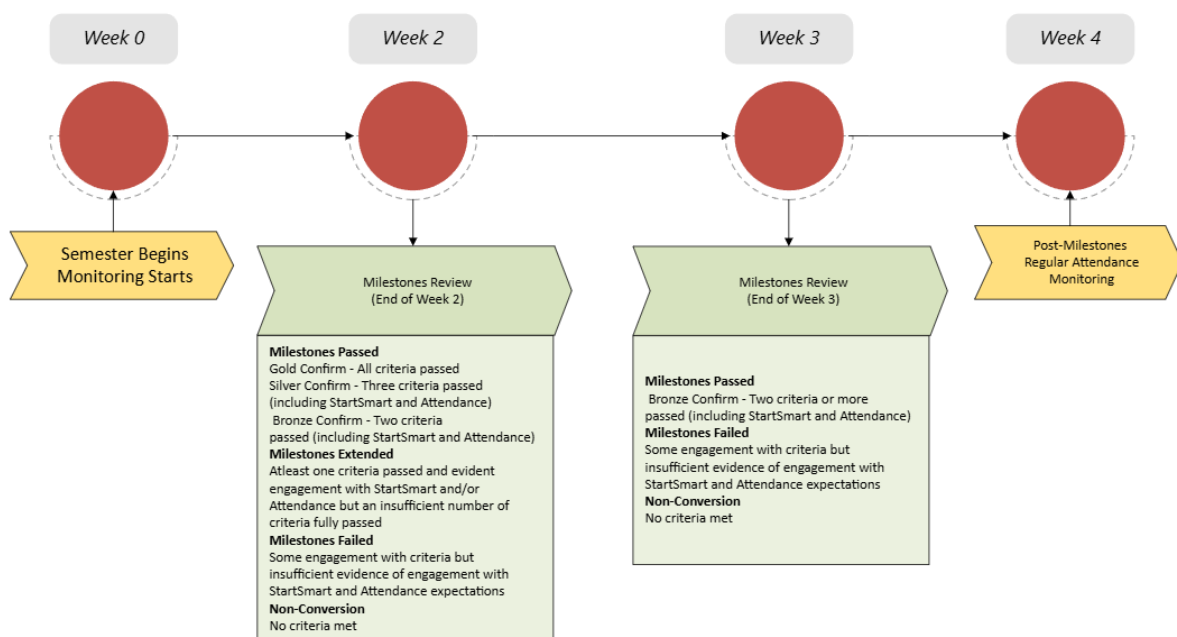 Week 0
Week 2
Week 3
Week 4
Semester Begins
Monitoring Starts
Milestones Review
(End of Week 2)
Milestones Passed
Gold Confirm - All criteria passed
Silver Confirm - Three criteria passed
(including StartSmart and Attendance)
Bronze Confirm - Two criteria
passed (including StartSmart and Attendance)
Milestones Extended
Atleast one criteria passed and evident
engagement with StartSmart and/or
Attendance but an insufficient number of
criteria fully passed
Milestones Failed
Some engagement with criteria but
insufficient evidence of engagement with
StartSmart and Attendance expectations
Non-Conversion
No criteria met
Milestones Review
(End of Week 3)
Milestones Passed
Bronze Confirm - Two criteria or more
passed (including StartSmart and Attendance)
Milestones Failed
Some engagement with criteria but
insufficient evidence of engagement with
StartSmart and Attendance expectations
Non-Conversion
No criteria met
Post-Milestones
Regular Attendance
Monitoring